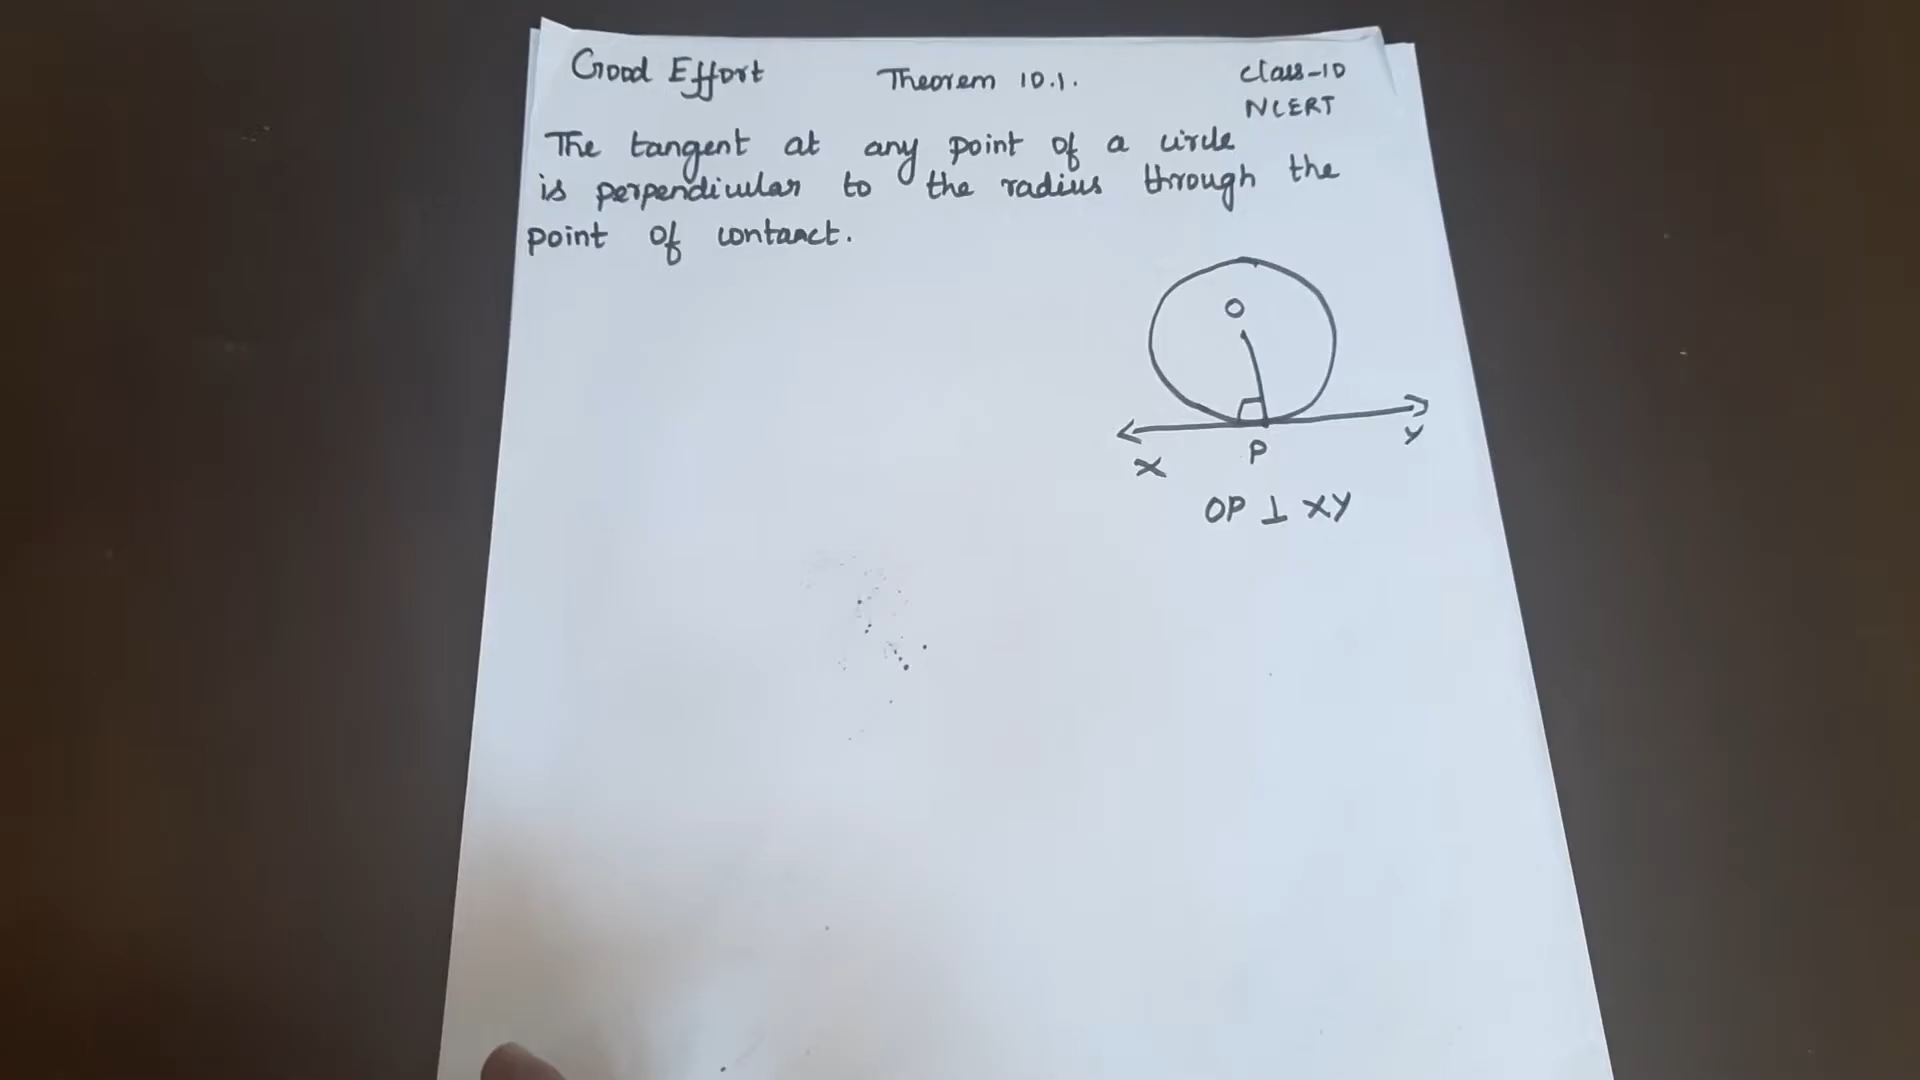 Good Effort Theorem 10.1. Class-10
NCERT
The tangent at any point of a circle
is perpendicular to the radius through the
point of contanct.
O
P
X
Y
OP ⊥ XY